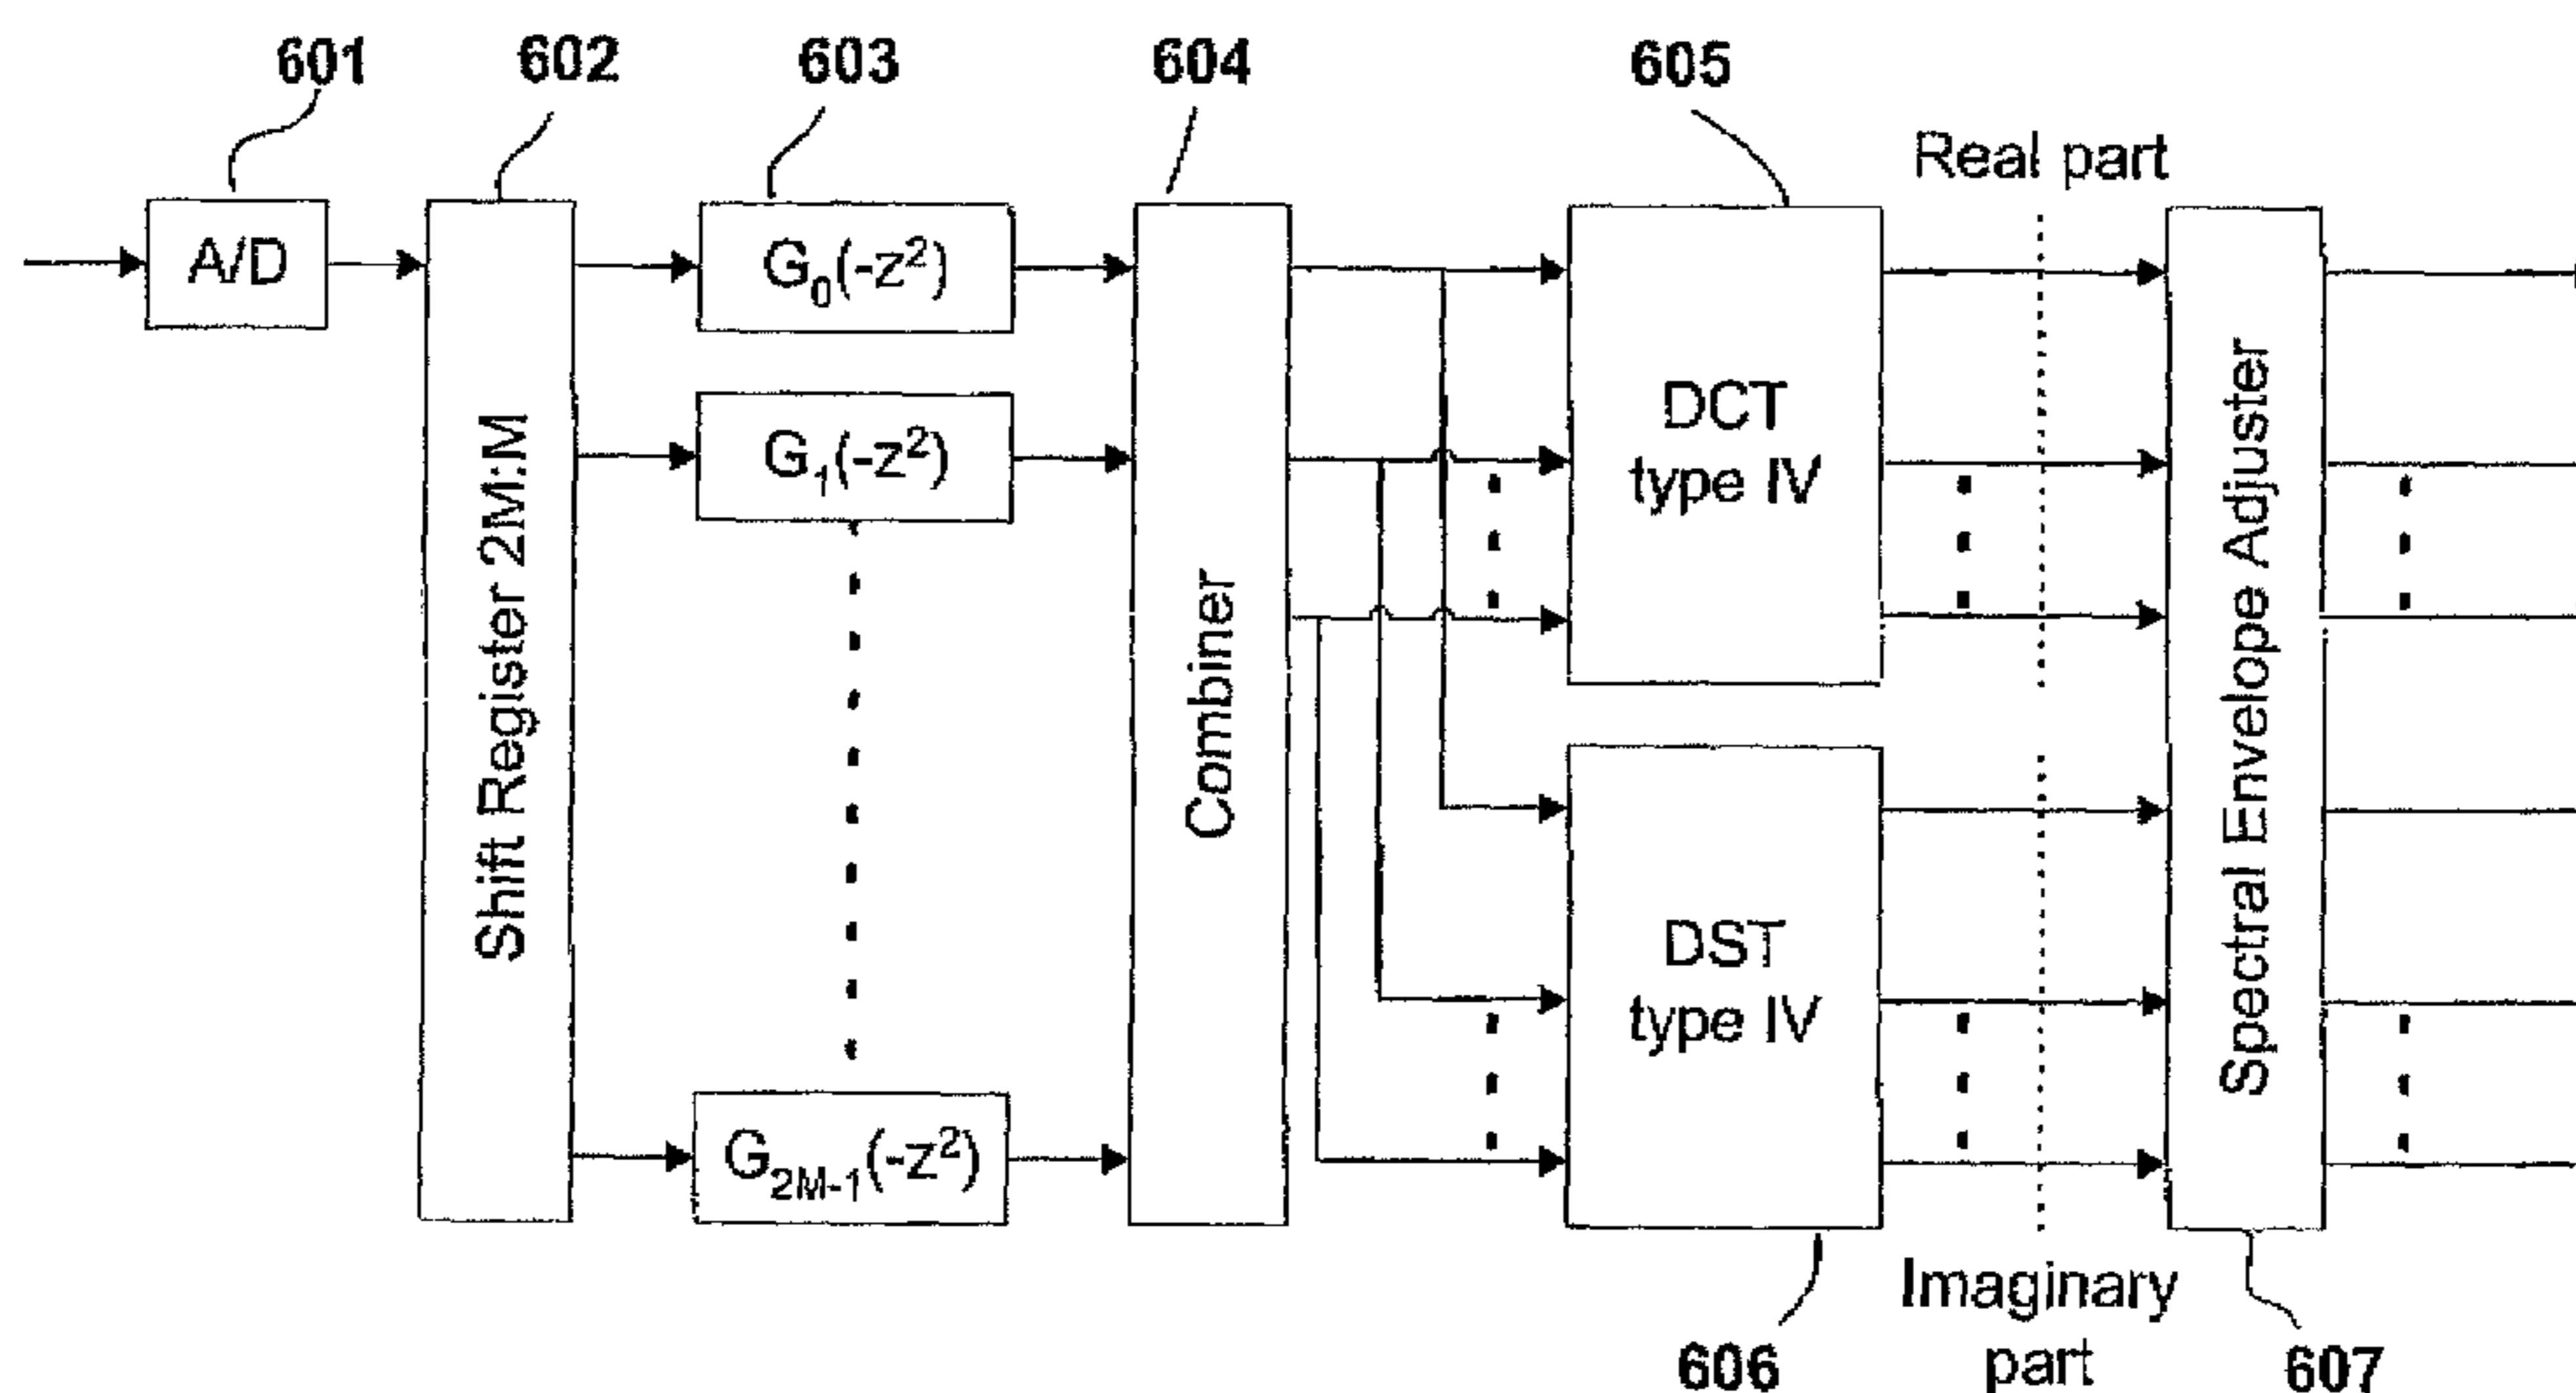 601
602
603
604
605
Real part
A/D
Shift Register 2M:M
G₀(-z²)
G₁(-z²)
G₂M₋₁(-z²)
Combiner
DCT
type IV
DST
type IV
Spectral Envelope Adjuster
Imaginary
part
606
607